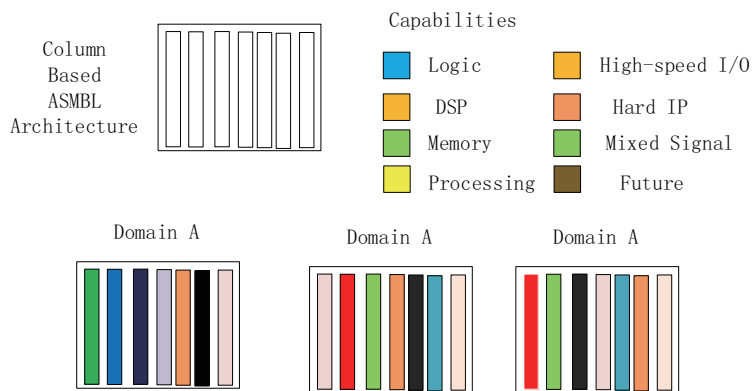 Column
Based
ASMBL
Architecture
Capabilities
Logic
High-speed I/O
DSP
Hard IP
Memory
Mixed Signal
Processing
Future
Domain A
Domain A
Domain A